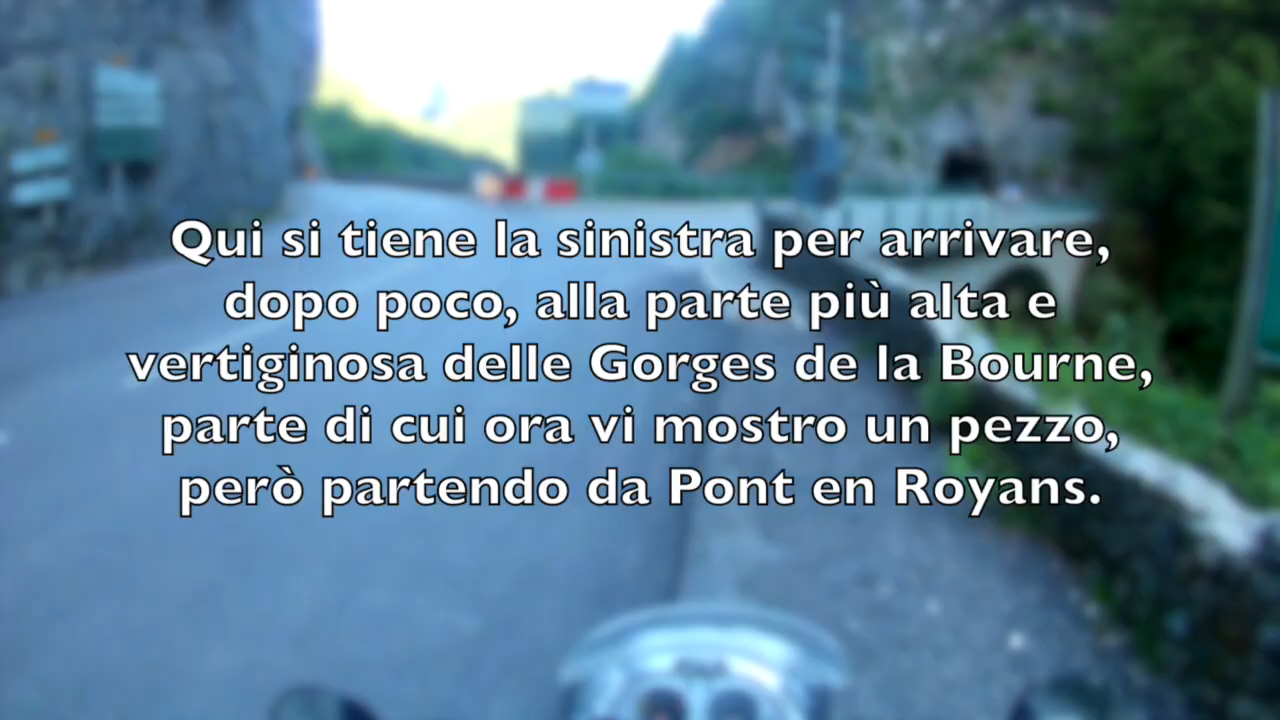 Qui si tiene la sinistra per arrivare,
dopo poco, alla parte più alta e
vertiginosa delle Gorges de la Bourne,
parte di cui ora vi mostro un pezzo,
però partendo da Pont en Royans.